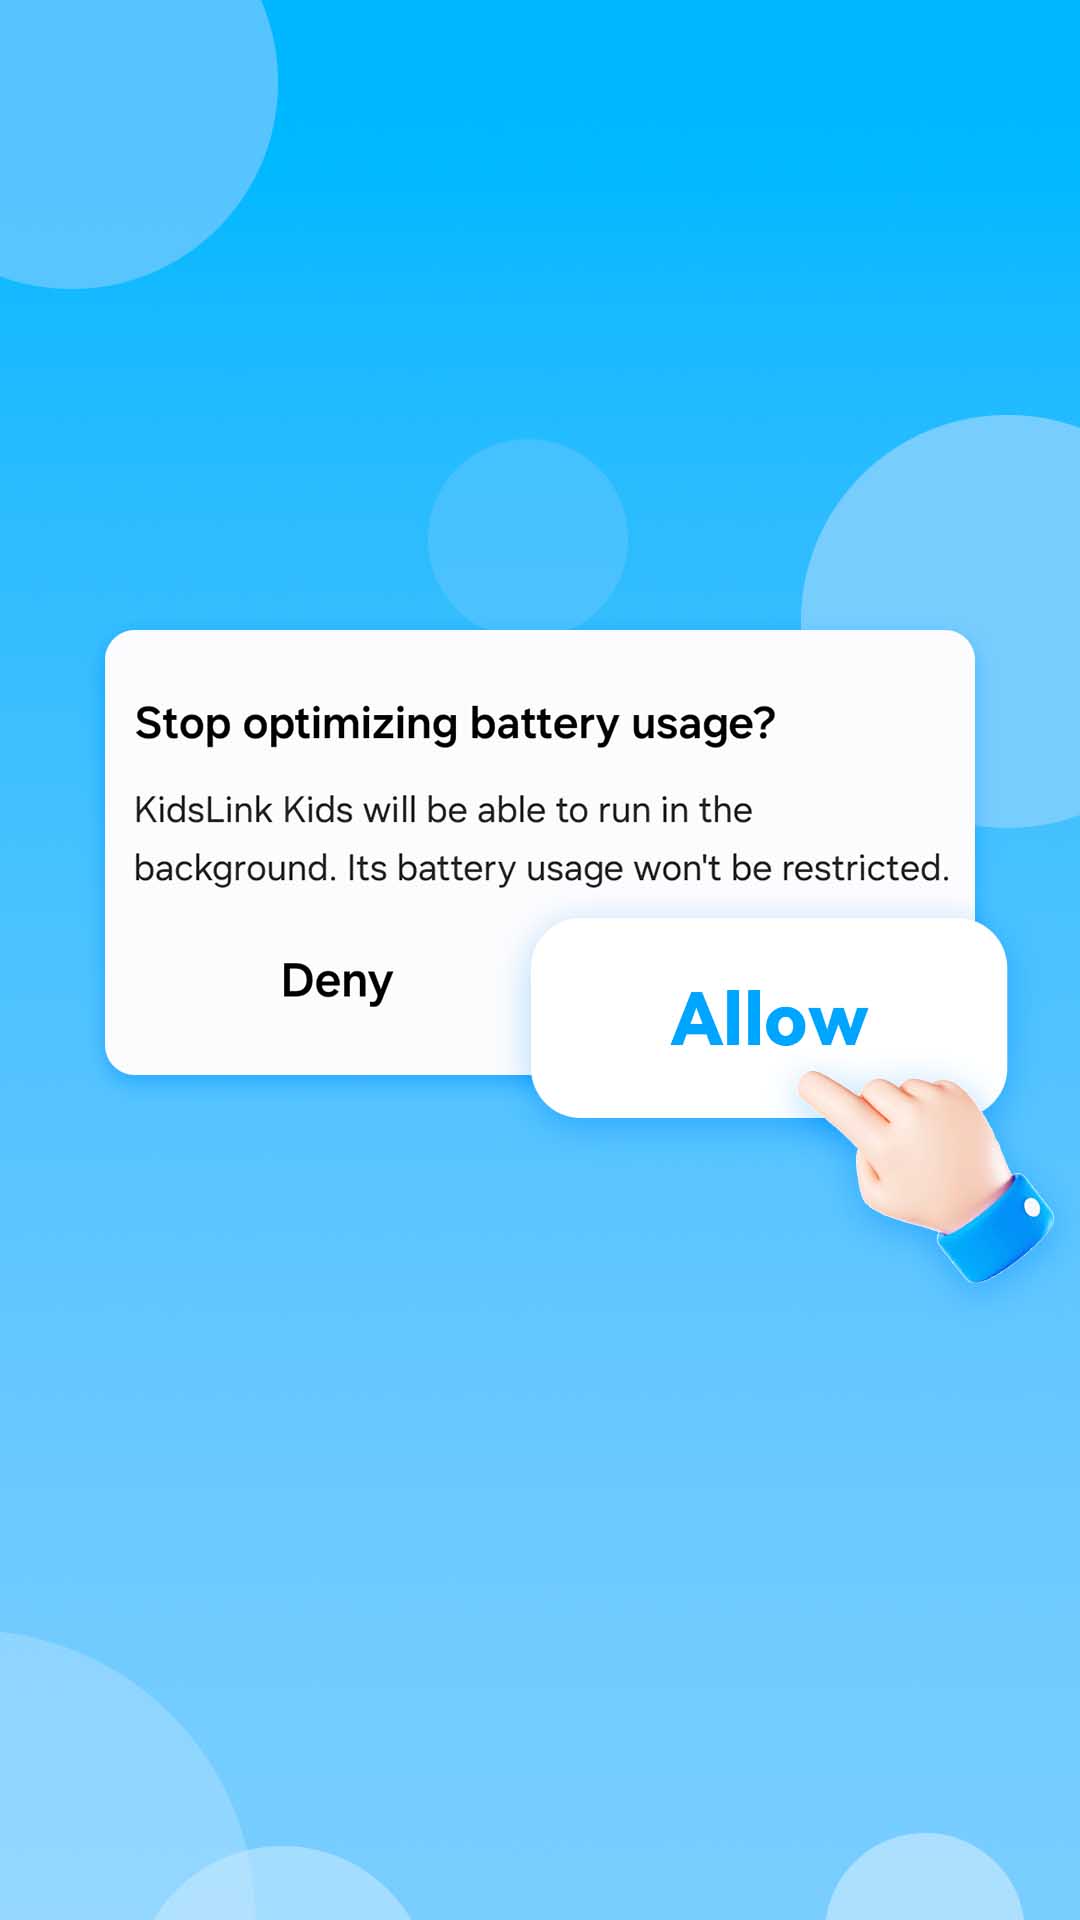 Stop optimizing battery usage?
KidsLink Kids will be able to run in the
background. Its battery usage won't be restricted.
Deny
Allow